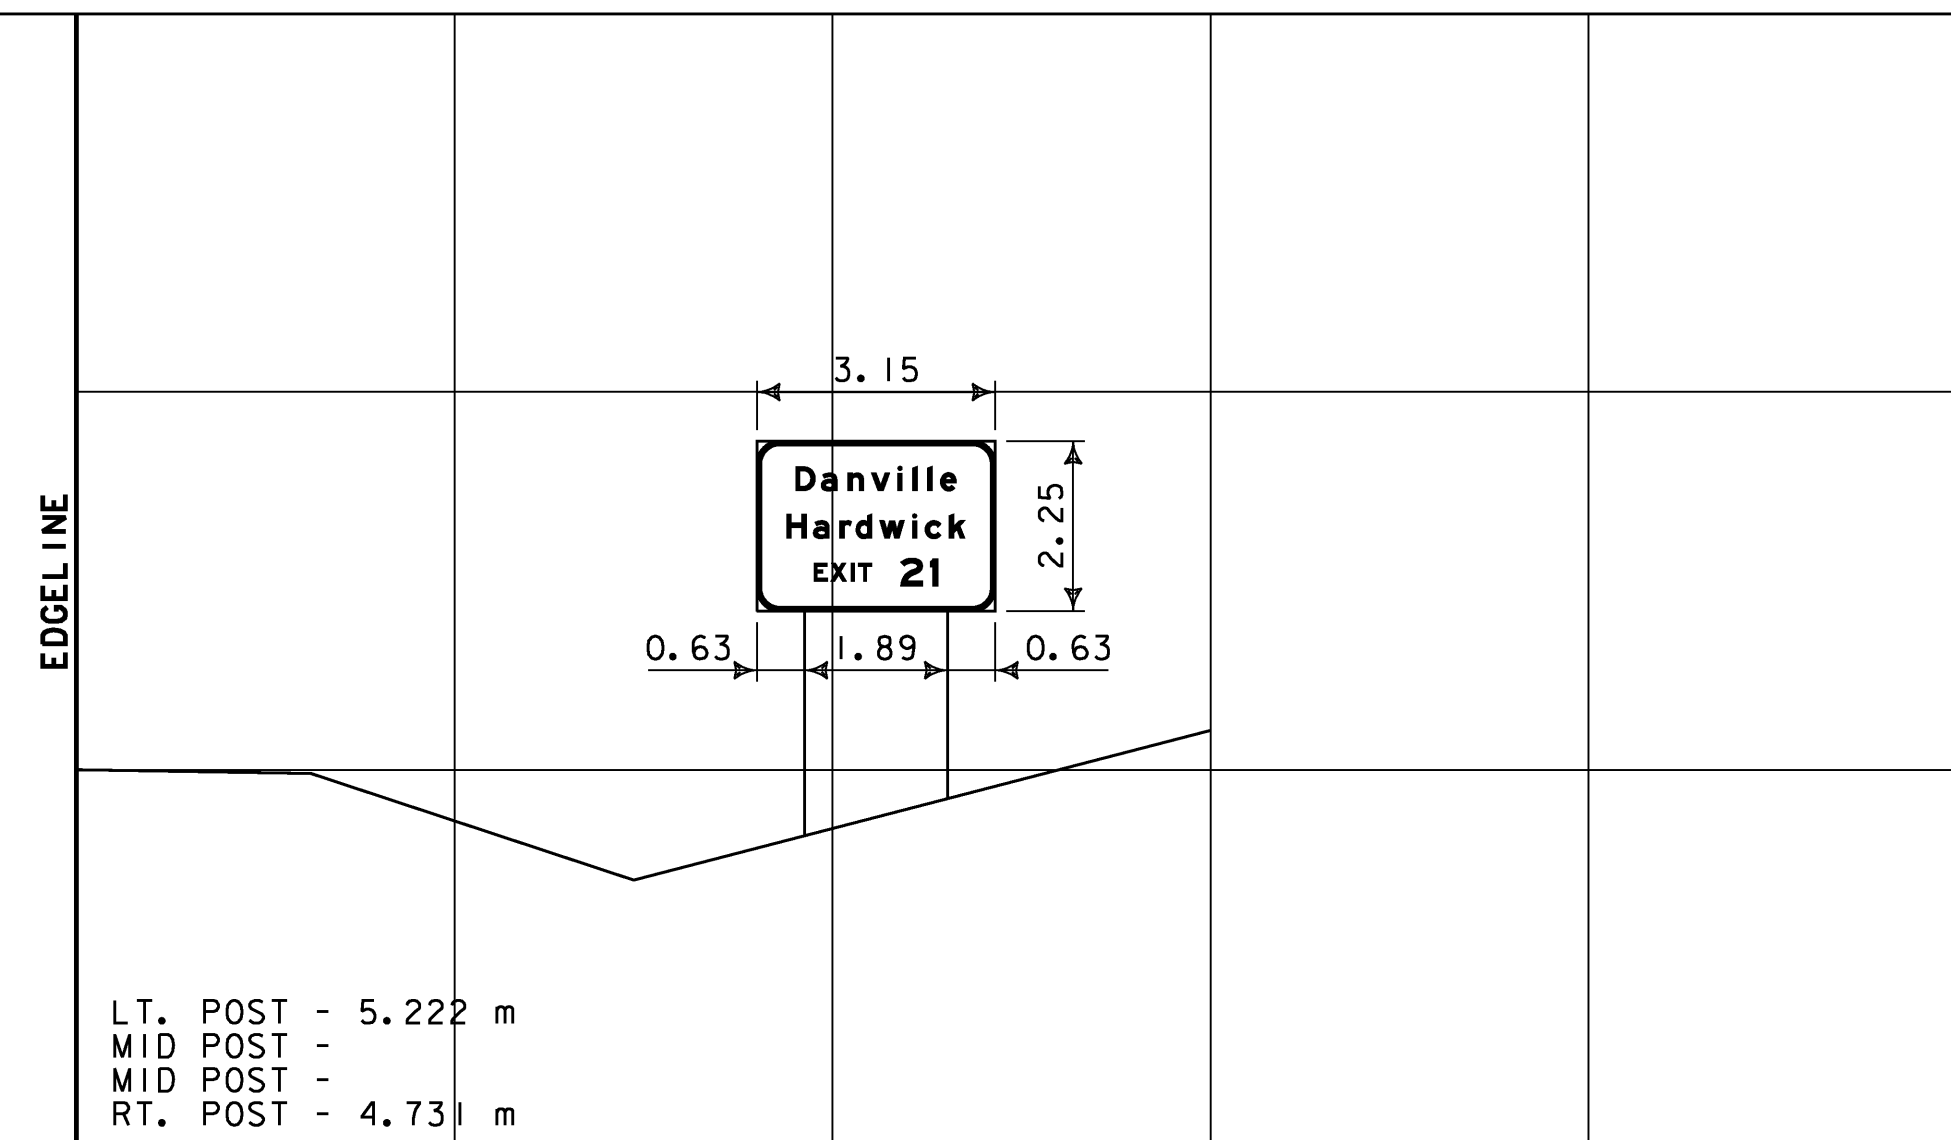 3.15
Danville
Hardwick
EXIT 21
2.25
EDGELINE
0.63 1.89 0.63
LT. POST - 5.222 m
MID POST -
MID POST -
RT. POST - 4.731 m